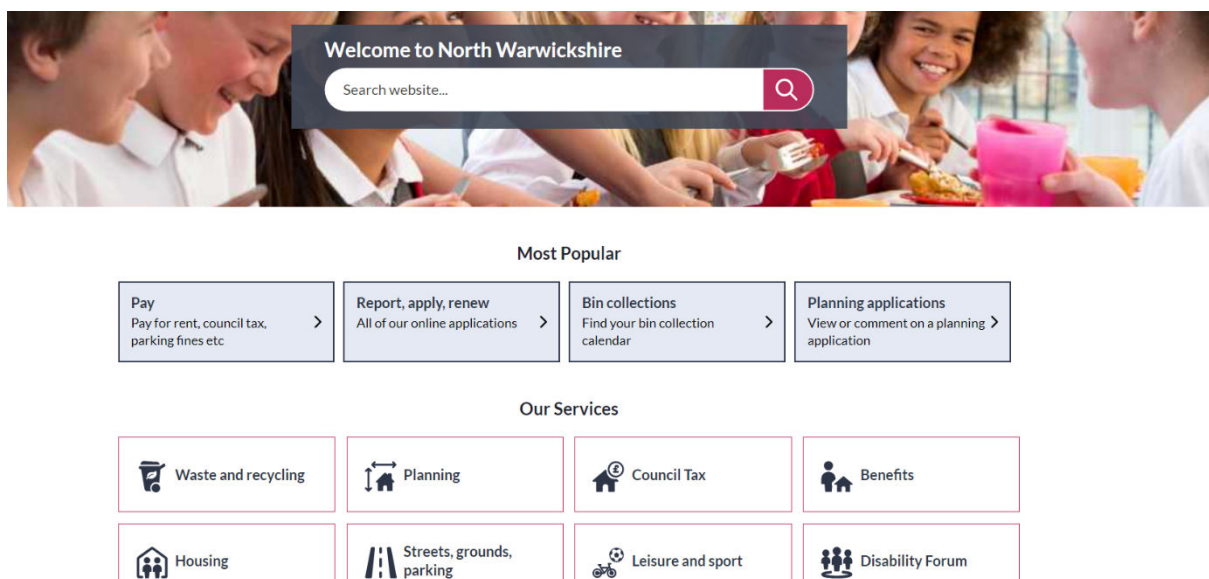 Welcome to North Warwickshire
Search website...
Most Popular
Pay
Pay for rent, council tax,
parking fines etc
Report, apply, renew
All of our online applications
Bin collections
Find your bin collection
calendar
Planning applications
View or comment on a planning
application
Our Services
Waste and recycling
Planning
Council Tax
Benefits
Housing
Streets, grounds,
parking
Leisure and sport
Disability Forum